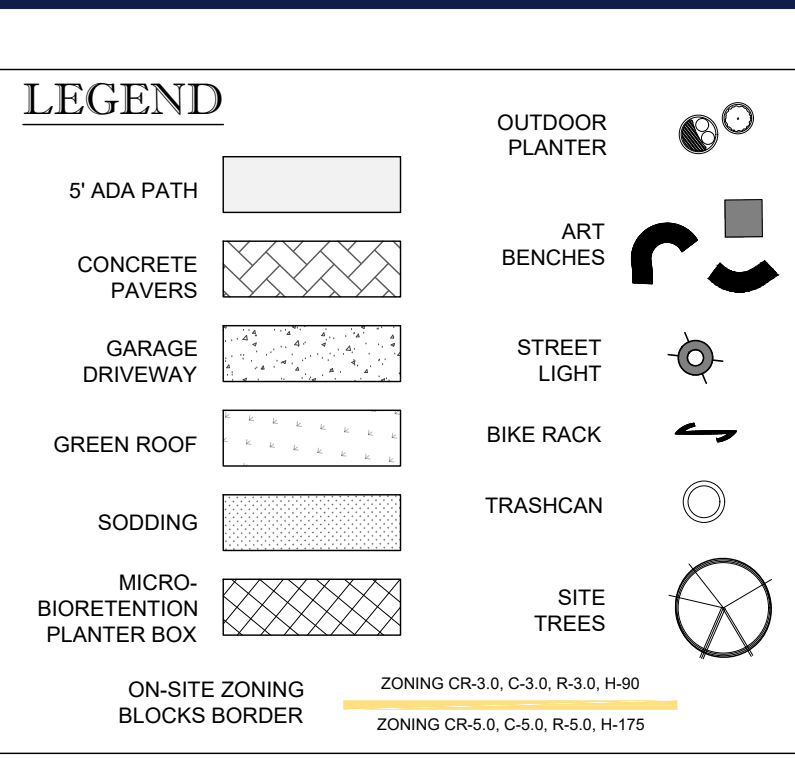 LEGEND
5' ADA PATH
CONCRETE
PAVERS
GARAGE
DRIVEWAY
GREEN ROOF
SODDING
MICRO-
BIORETENTION
PLANTER BOX
OUTDOOR
PLANTER
ART
BENCHES
STREET
LIGHT
BIKE RACK
TRASHCAN
SITE
TREES
ON-SITE ZONING
BLOCKS BORDER
ZONING CR-3.0, C-3.0, R-3.0, H-90
ZONING CR-5.0, C-5.0, R-5.0, H-175